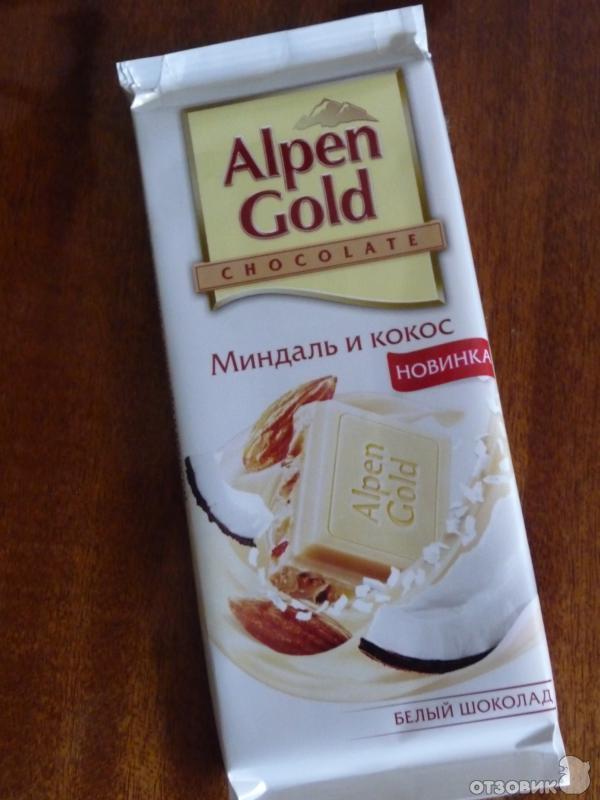 Alpen
Gold
CHOCOLATE
Миндаль и кокос
НОВИНКА
Alpen
Gold
БЕЛЫЙ ШОКОЛАД
ОТЗОВИК